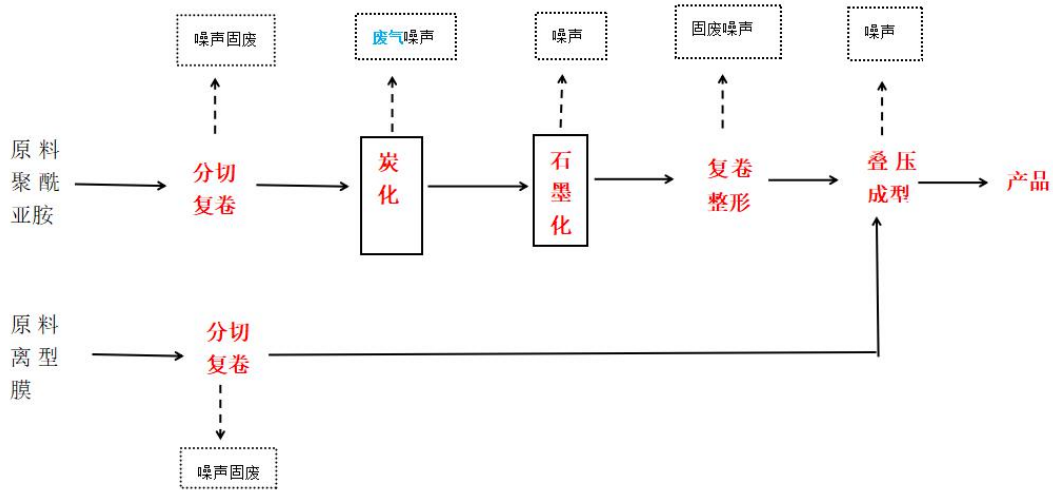 噪声固废
废气噪声
噪声
固废噪声
噪声
原料
聚酰
亚胺
分切
复卷
炭
化
石
墨
化
复卷
整形
叠压
成型
产品
原料
离型
膜
分切
复卷
噪声固废